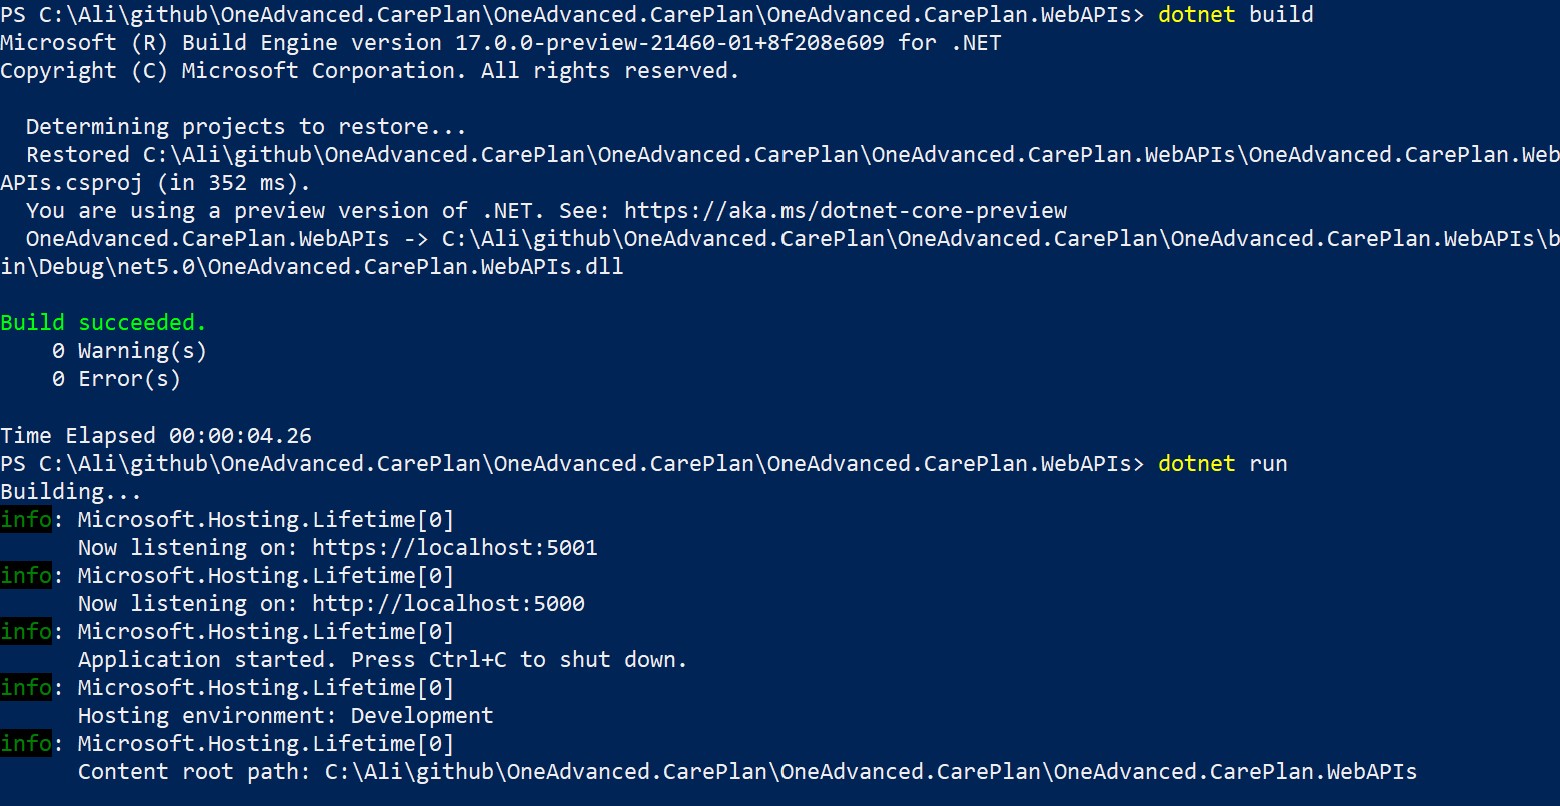 PS C:\Ali\github\OneAdvanced.CarePlan\OneAdvanced.CarePlan\OneAdvanced.CarePlan.WebAPIs> dotnet build
Microsoft (R) Build Engine version 17.0.0-preview-21460-01+8f208e609 for .NET
Copyright (C) Microsoft Corporation. All rights reserved.

  Determining projects to restore...
  Restored C:\Ali\github\OneAdvanced.CarePlan\OneAdvanced.CarePlan\OneAdvanced.CarePlan.WebAPIs\OneAdvanced.CarePlan.Web
APIs.csproj (in 352 ms).
  You are using a preview version of .NET. See: https://aka.ms/dotnet-core-preview
  OneAdvanced.CarePlan.WebAPIs -> C:\Ali\github\OneAdvanced.CarePlan\OneAdvanced.CarePlan\OneAdvanced.CarePlan.WebAPIs\b
in\Debug\net5.0\OneAdvanced.CarePlan.WebAPIs.dll

Build succeeded.
    0 Warning(s)
    0 Error(s)

Time Elapsed 00:00:04.26
PS C:\Ali\github\OneAdvanced.CarePlan\OneAdvanced.CarePlan\OneAdvanced.CarePlan.WebAPIs> dotnet run
Building...
info: Microsoft.Hosting.Lifetime[0]
      Now listening on: https://localhost:5001
info: Microsoft.Hosting.Lifetime[0]
      Now listening on: http://localhost:5000
info: Microsoft.Hosting.Lifetime[0]
      Application started. Press Ctrl+C to shut down.
info: Microsoft.Hosting.Lifetime[0]
      Hosting environment: Development
info: Microsoft.Hosting.Lifetime[0]
      Content root path: C:\Ali\github\OneAdvanced.CarePlan\OneAdvanced.CarePlan\OneAdvanced.CarePlan.WebAPIs